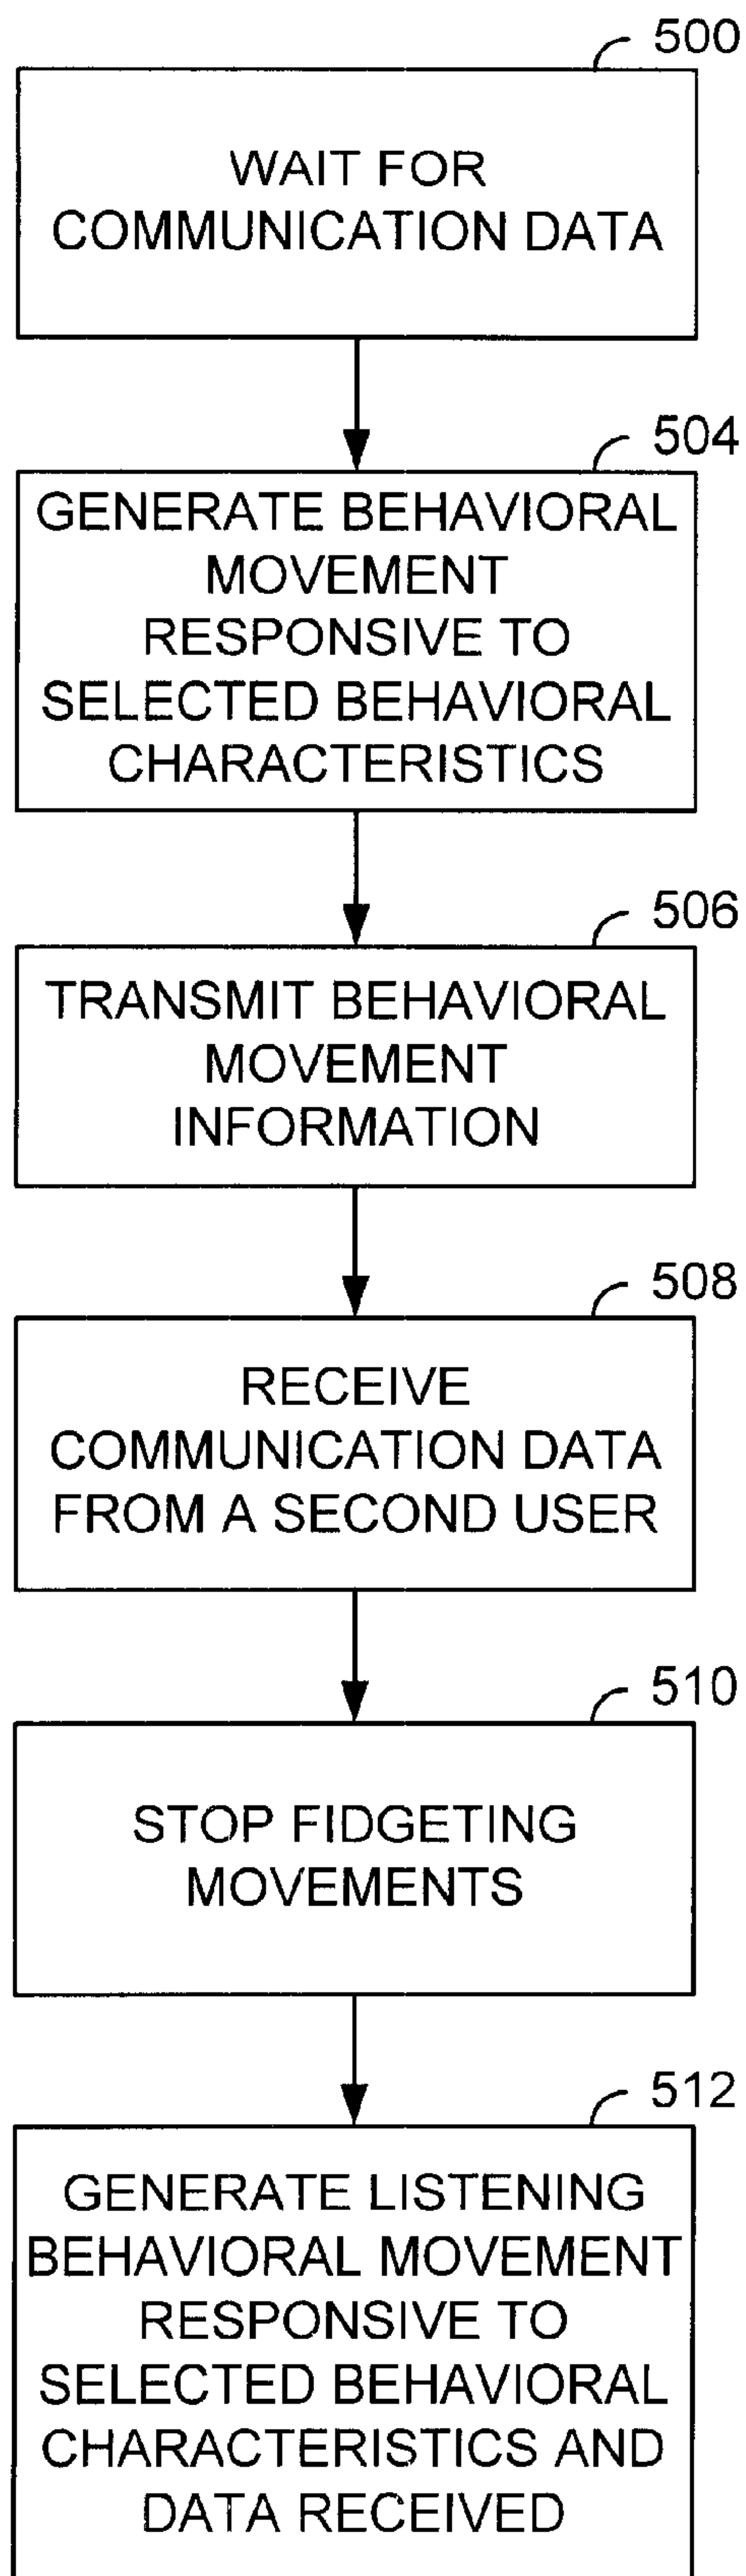 500
WAIT FOR
COMMUNICATION DATA
504
GENERATE BEHAVIORAL
MOVEMENT
RESPONSIVE TO
SELECTED BEHAVIORAL
CHARACTERISTICS
506
TRANSMIT BEHAVIORAL
MOVEMENT
INFORMATION
508
RECEIVE
COMMUNICATION DATA
FROM A SECOND USER
510
STOP FIDGETING
MOVEMENTS
512
GENERATE LISTENING
BEHAVIORAL MOVEMENT
RESPONSIVE TO
SELECTED BEHAVIORAL
CHARACTERISTICS AND
DATA RECEIVED